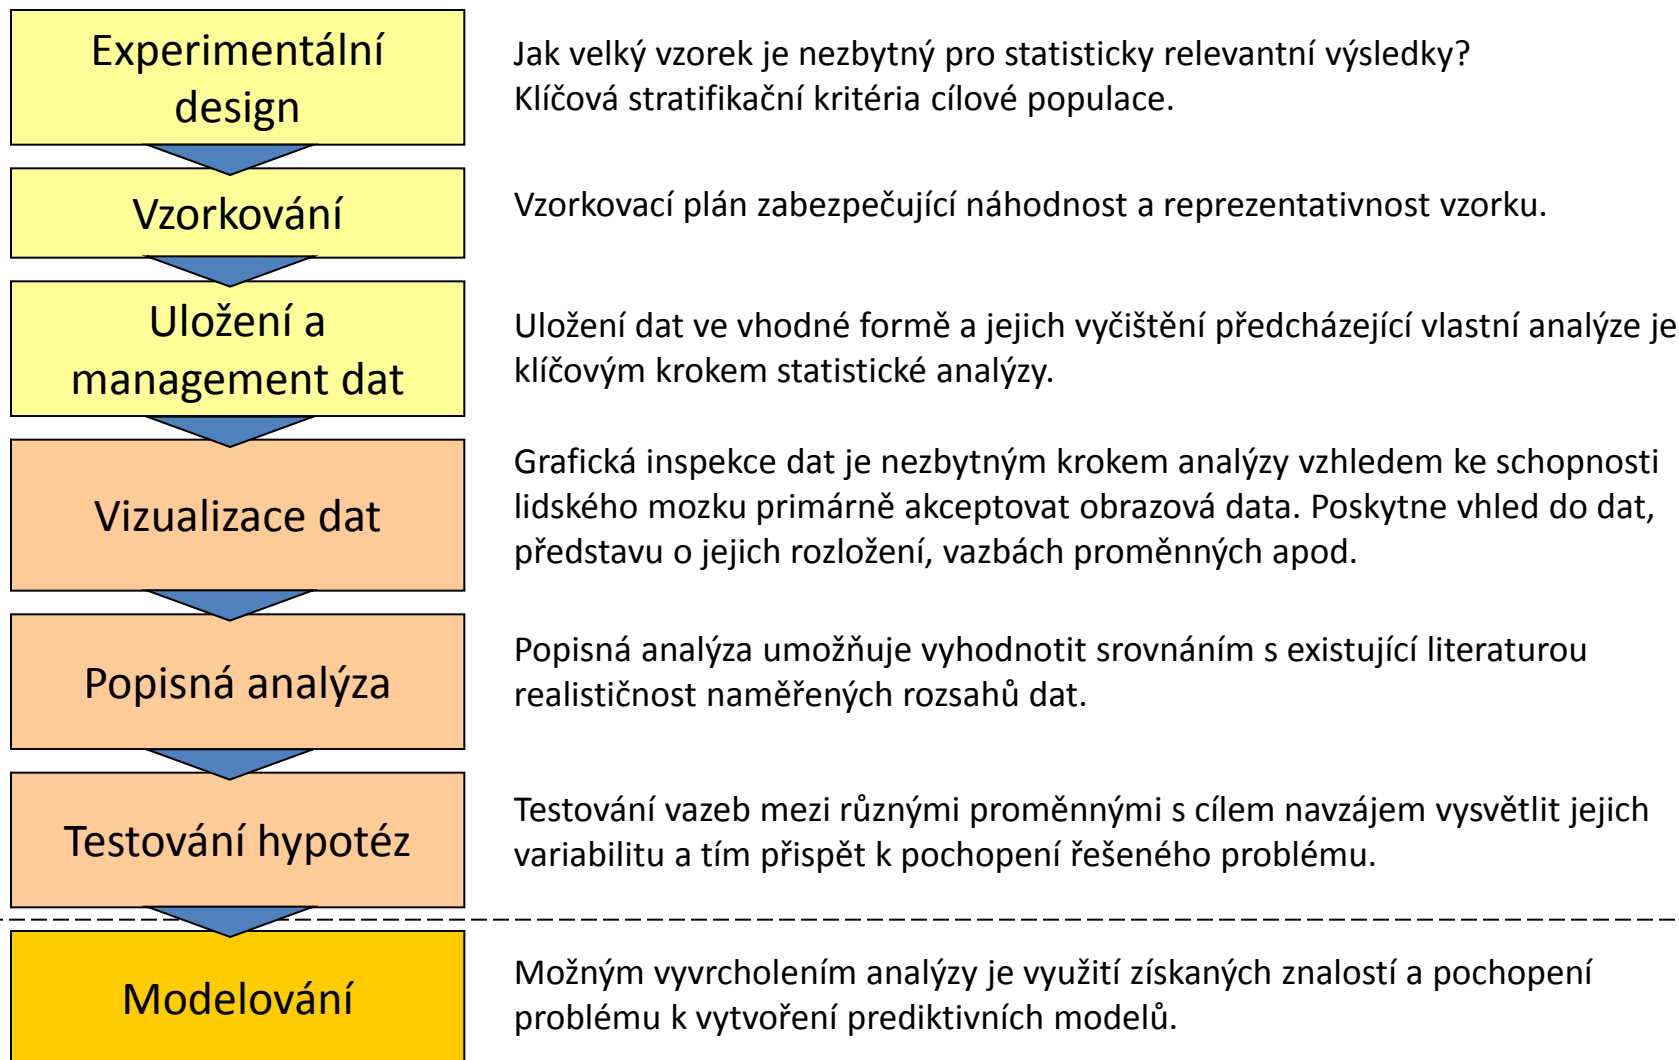 Experimentální
design
Jak velký vzorek je nezbytný pro statisticky relevantní výsledky?
Klíčová stratifikační kritéria cílové populace.
Vzorkování
Vzorkovací plán zabezpečující náhodnost a reprezentativnost vzorku.
Uložení a
management dat
Uložení dat ve vhodné formě a jejich vyčištění předcházející vlastní analýze je
klíčovým krokem statistické analýzy.
Vizualizace dat
Grafická inspekce dat je nezbytným krokem analýzy vzhledem ke schopnosti
lidského mozku primárně akceptovat obrazová data. Poskytne vhled do dat,
představu o jejich rozložení, vazbách proměnných apod.
Popisná analýza
Popisná analýza umožňuje vyhodnotit srovnáním s existující literaturou
realističnost naměřených rozsahů dat.
Testování hypotéz
Testování vazeb mezi různými proměnnými s cílem navzájem vysvětlit jejich
variabilitu a tím přispět k pochopení řešeného problému.
Modelování
Možným vyvrcholením analýzy je využití získaných znalostí a pochopení
problému k vytvoření prediktivních modelů.